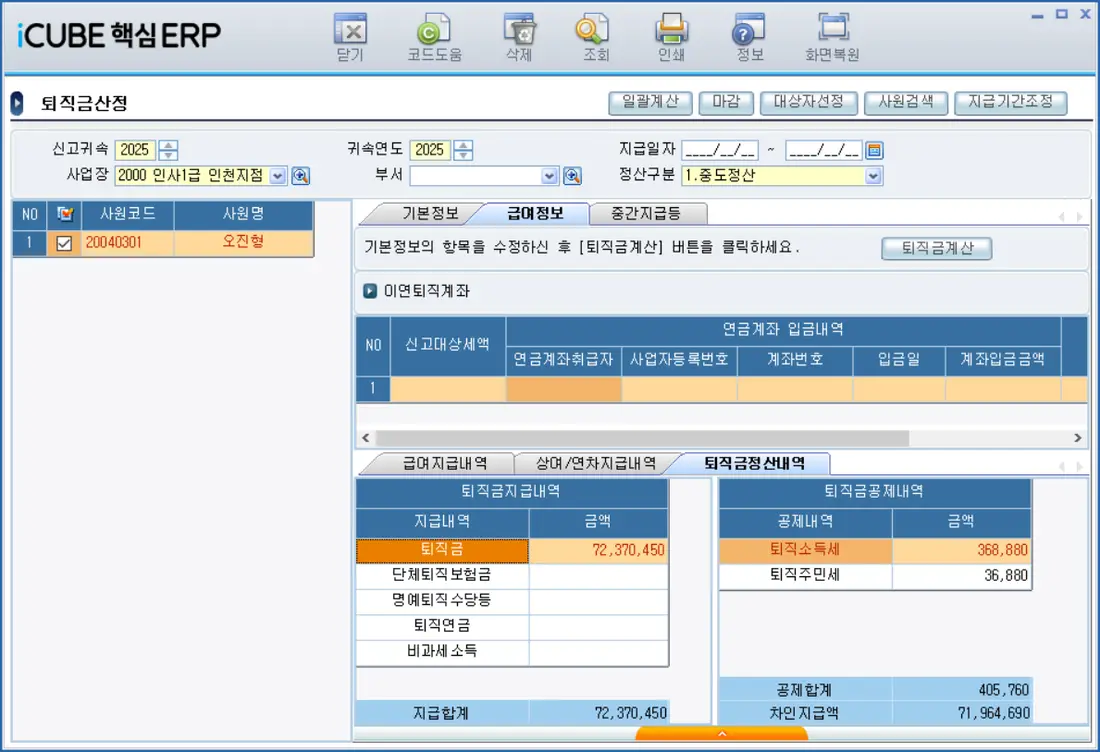 iCUBE 핵심ERP
닫기 코드도움 삭제 조회 인쇄 정보 화면복원
퇴직금산정 일괄계산 마감 대상자선정 사원검색 지급기간조정
신고귀속 2025 귀속연도 2025 지급일자 ____/__/__ ~ ____/__/__
사업장 2000 인사1급 인천지점 부서 정산구분 1.중도정산
NO 사원코드 사원명
1 20040301 오진형
기본정보 급여정보 중간지급등
기본정보의 항목을 수정하신 후 [퇴직금계산] 버튼을 클릭하세요. 퇴직금계산
이연퇴직계좌
NO 신고대상세액 연금계좌 입금내역
연금계좌취급자 사업자등록번호 계좌번호 입금일 계좌입금금액
1
급여지급내역 상여/연차지급내역 퇴직금정산내역
퇴직금지급내역 퇴직금공제내역
지급내역 금액 공제내역 금액
퇴직금 72,370,450 퇴직소득세 368,880
단체퇴직보험금 퇴직주민세 36,880
명예퇴직수당등
퇴직연금
비과세소득
공제합계 405,760
지급합계 72,370,450 차인지급액 71,964,690